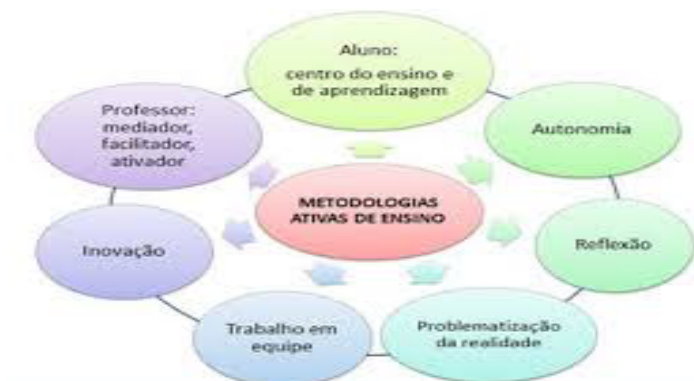 Aluno:
centro do ensino e
de aprendizagem
Professor:
mediador,
facilitador,
ativador
Autonomia
METODOLOGIAS
ATIVAS DE ENSINO
Inovação
Reflexão
Trabalho em
equipe
Problematização
da realidade